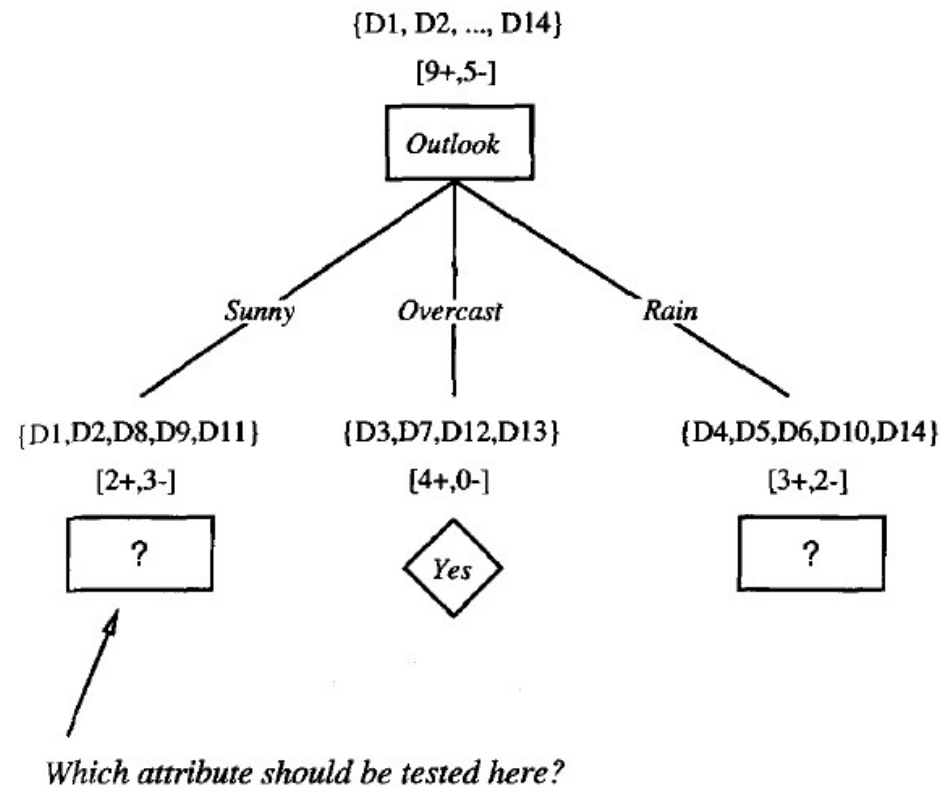 {D1, D2, ..., D14}
[9+,5-]
Outlook
Sunny
Overcast
Rain
{D1,D2,D8,D9,D11}
{D3,D7,D12,D13}
{D4,D5,D6,D10,D14}
[2+,3-]
[4+,0-]
[3+,2-]
?
Yes
?
Which attribute should be tested here?